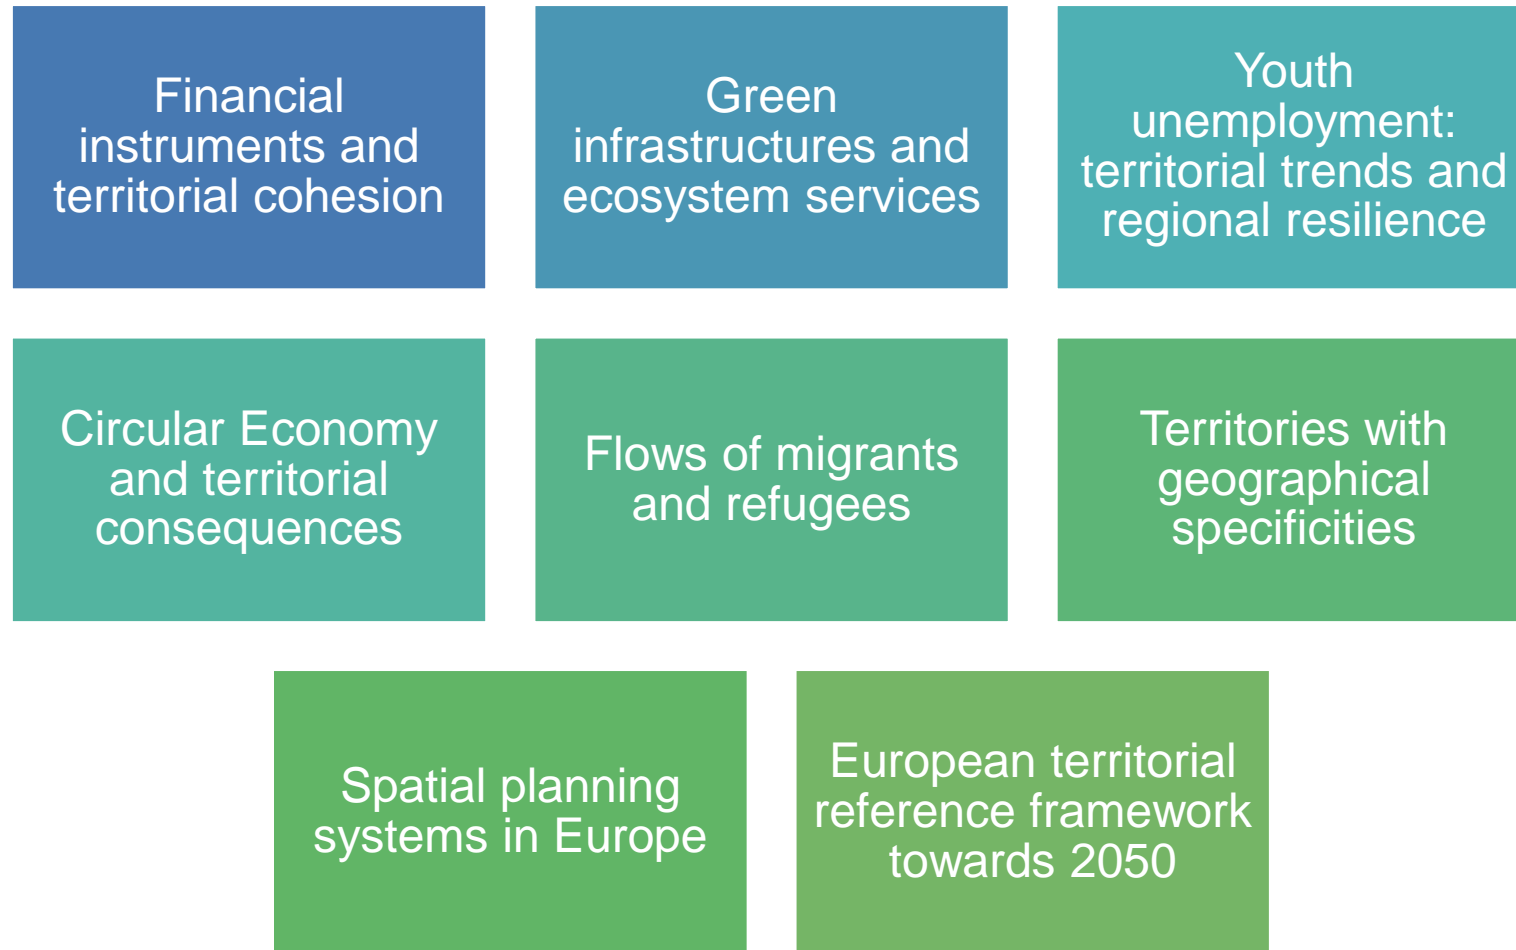 Financial
instruments and
territorial cohesion
Green
infrastructures and
ecosystem services
Youth
unemployment:
territorial trends and
regional resilience
Circular Economy
and territorial
consequences
Flows of migrants
and refugees
Territories with
geographical
specificities
Spatial planning
systems in Europe
European territorial
reference framework
towards 2050